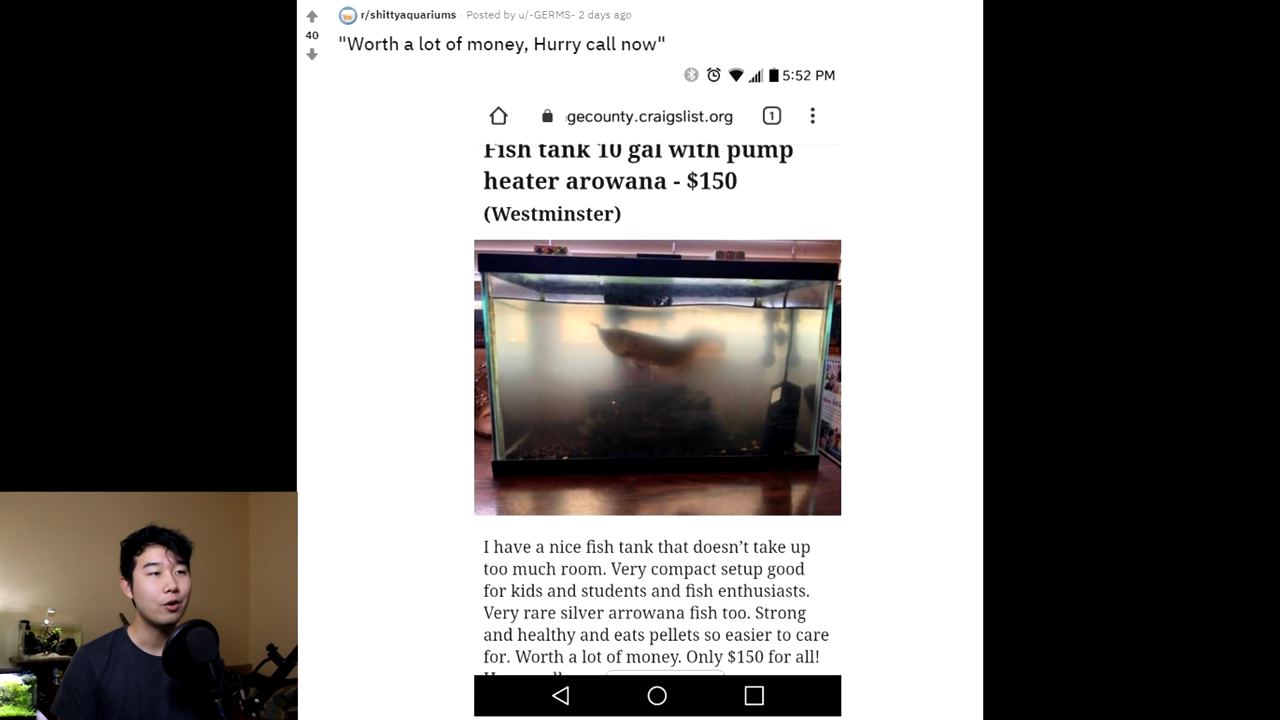 r/shittyaquariums · Posted by u/-GERMS- 2 days ago
40
"Worth a lot of money, Hurry call now"
5:52 PM
gecounty.craigslist.org
1
Fish tank 10 gal with pump
heater arowana - $150
(Westminster)
I have a nice fish tank that doesn't take up
too much room. Very compact setup good
for kids and students and fish enthusiasts.
Very rare silver arrowana fish too. Strong
and healthy and eats pellets so easier to care
for. Worth a lot of money. Only $150 for all!